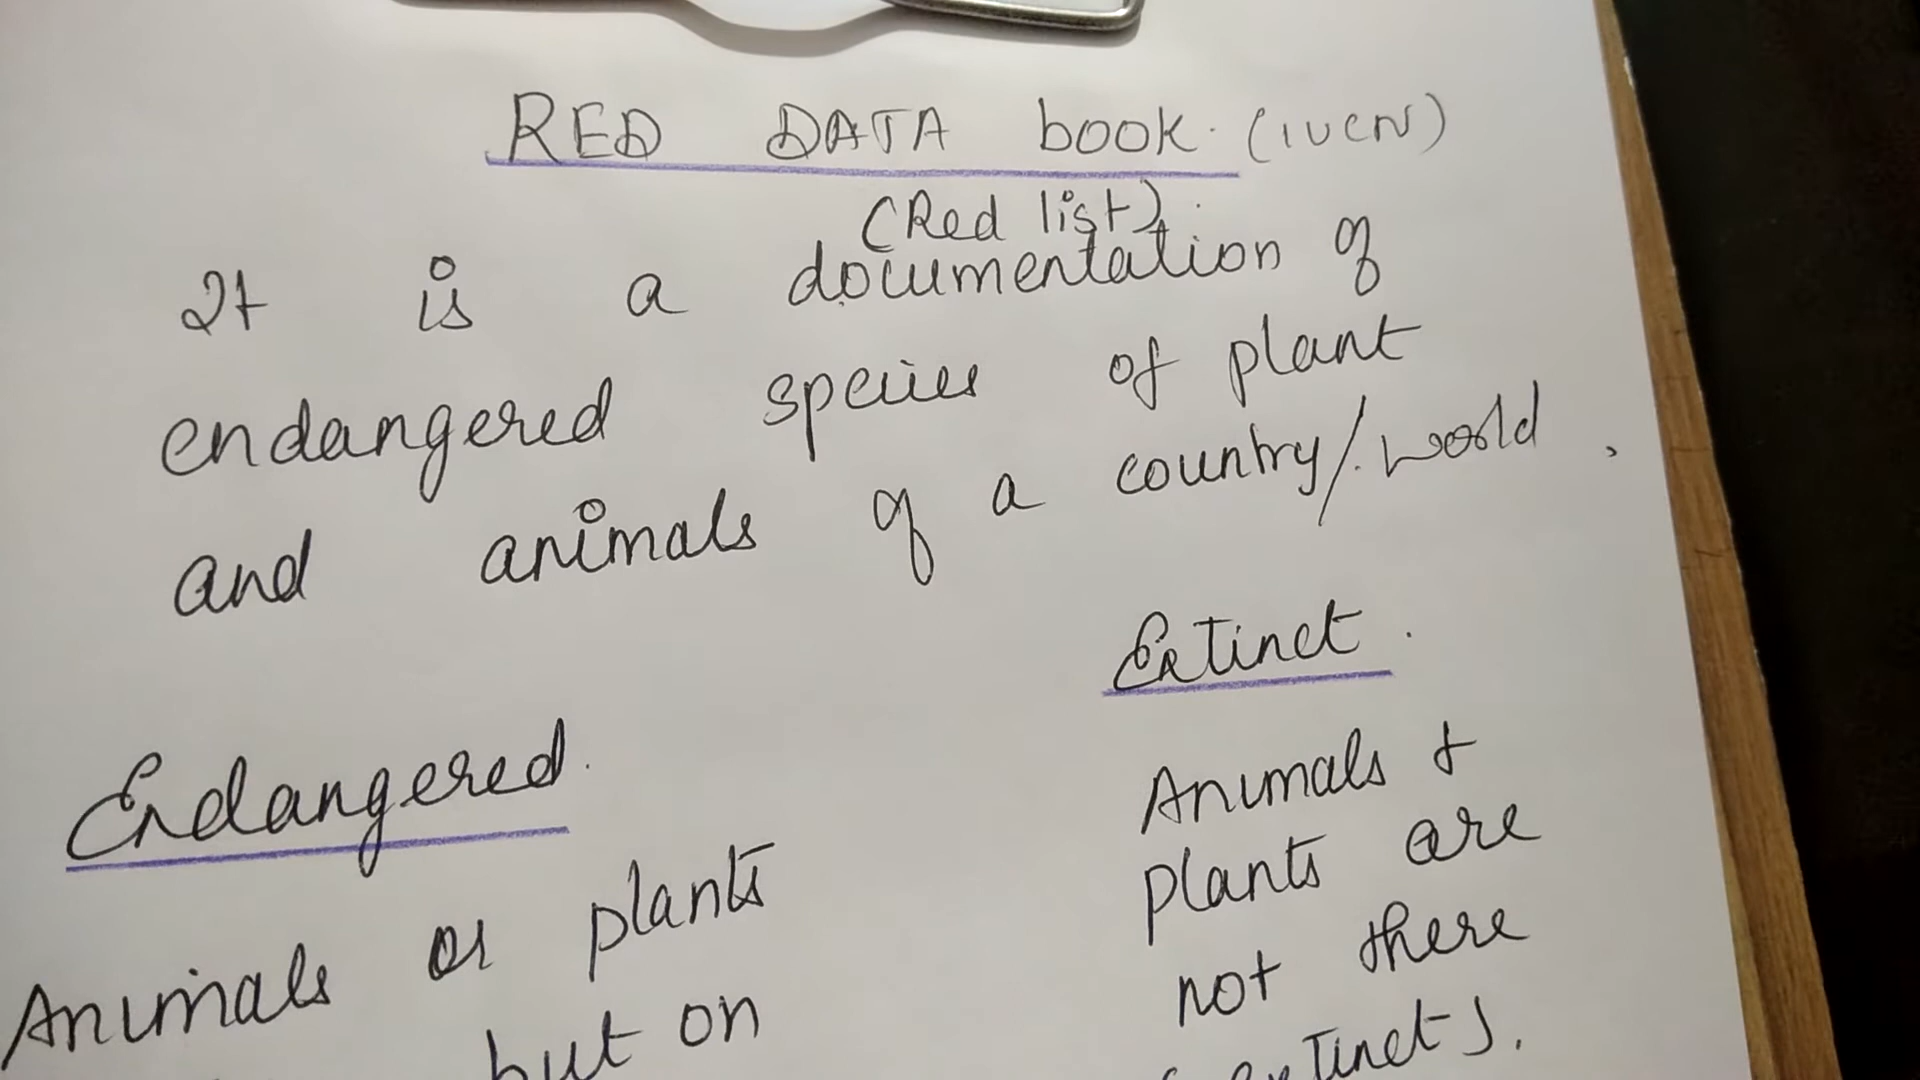 RED DATA book. (IUCN)
(Red list).
It is a documentation of
endangered species of plant
and animals of a country/world.
Endangered.
Animals or plants
but on
Extinct.
Animals &
plants are
not there
extinct).